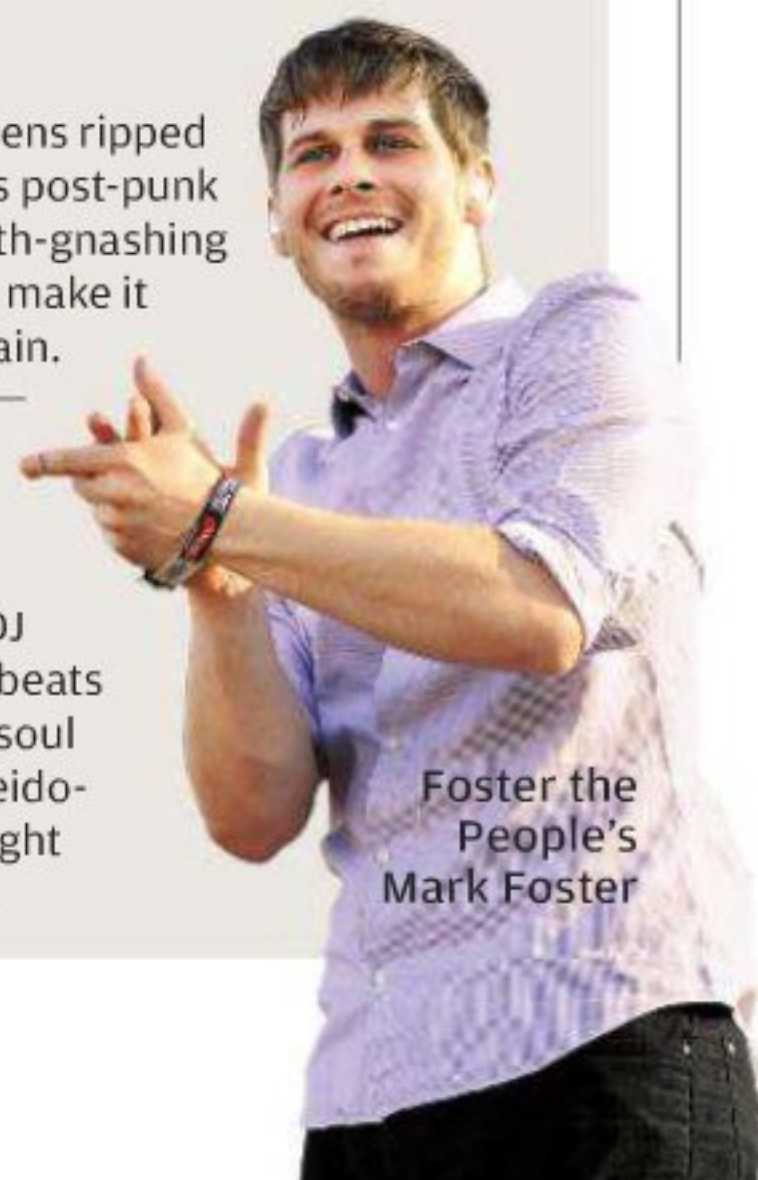 ens ripped
s post-punk
th-gnashing
make it
ain.
DJ
beats
soul
eido-
ght
Foster the
People's
Mark Foster